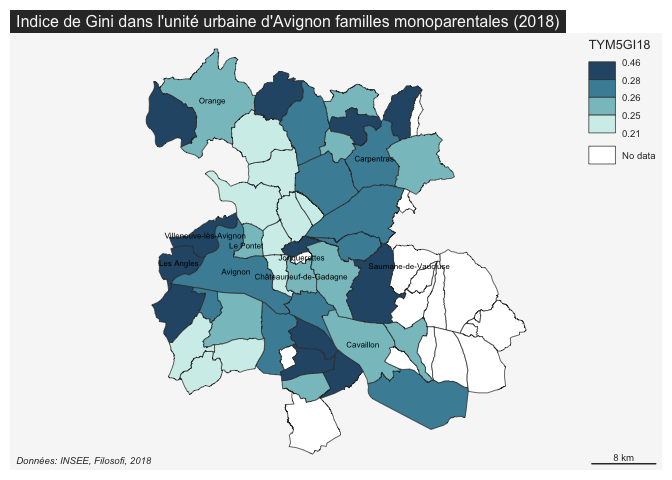 Indice de Gini dans l'unité urbaine d'Avignon familles monoparentales (2018)
TYM5GI18
0.46
0.28
0.26
0.25
0.21
No data
Orange
Carpentras
Villeneuve-lès-Avignon
Le Pontet
Jonquerettes
Les Angles
Avignon
Châteauneuf-de-Gadagne
Saumane-de-Vaucluse
Cavaillon
Données: INSEE, Filosofi, 2018
8 km